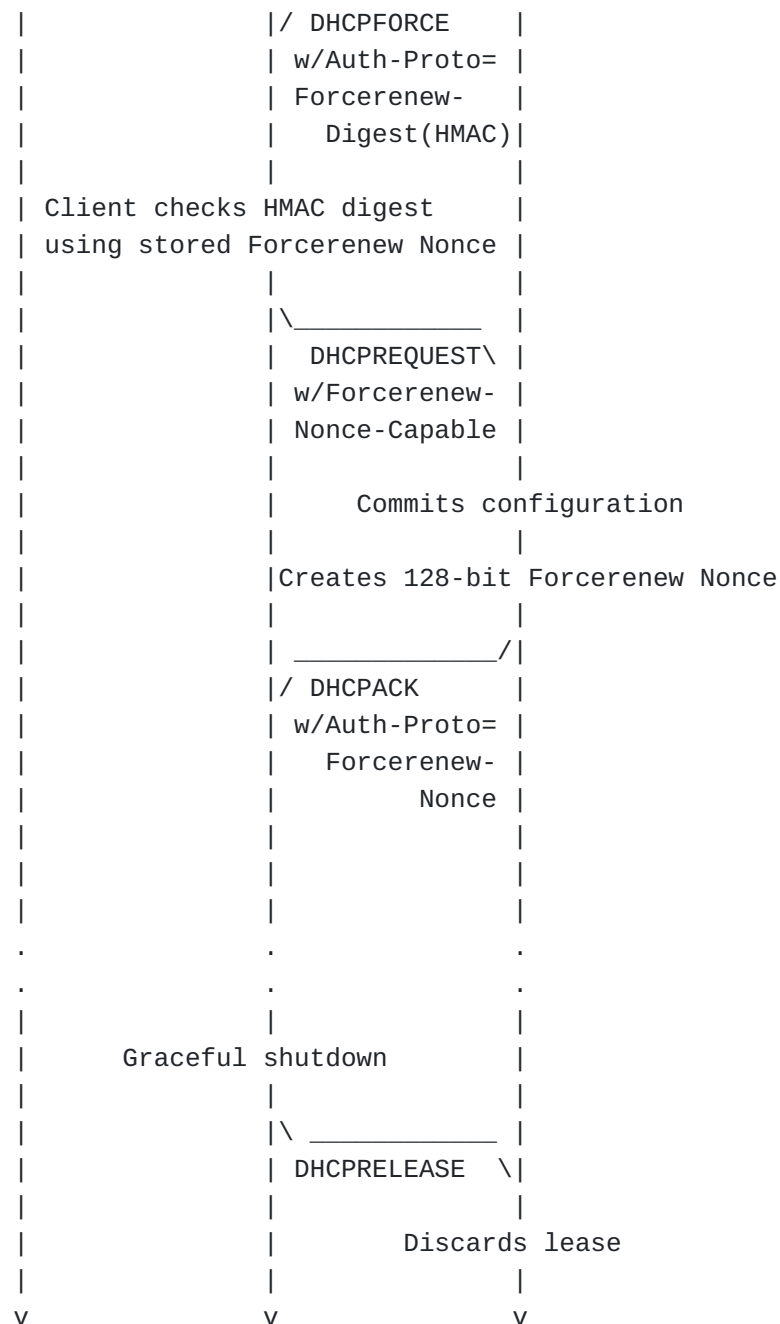 DHCPFORCE
w/Auth-Proto=
Forcerenew-
Digest(HMAC)
Client checks HMAC digest
using stored Forcerenew Nonce
DHCPREQUEST
w/Forcerenew-
Nonce-Capable
Commits configuration
Creates 128-bit Forcerenew Nonce
DHCPACK
w/Auth-Proto=
Forcerenew-
Nonce
Graceful shutdown
DHCPRELEASE
Discards lease
v v v